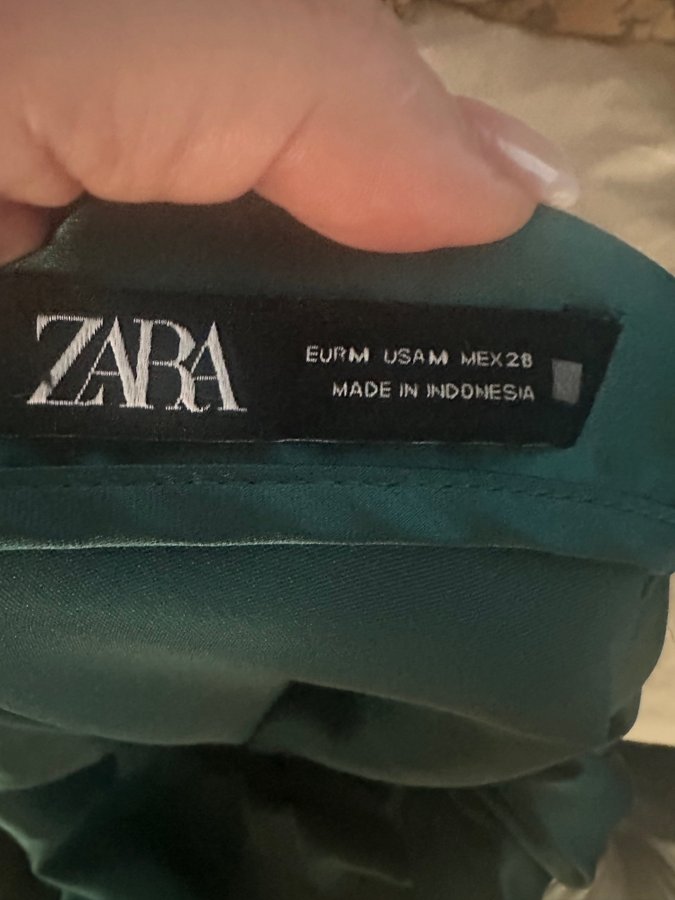 ZARA
EUR M USA M MEX 28
MADE IN INDONESIA